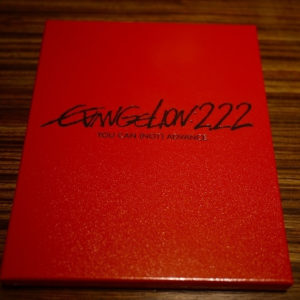 EVANGELION 2.22
YOU CAN (NOT) ADVANCE.